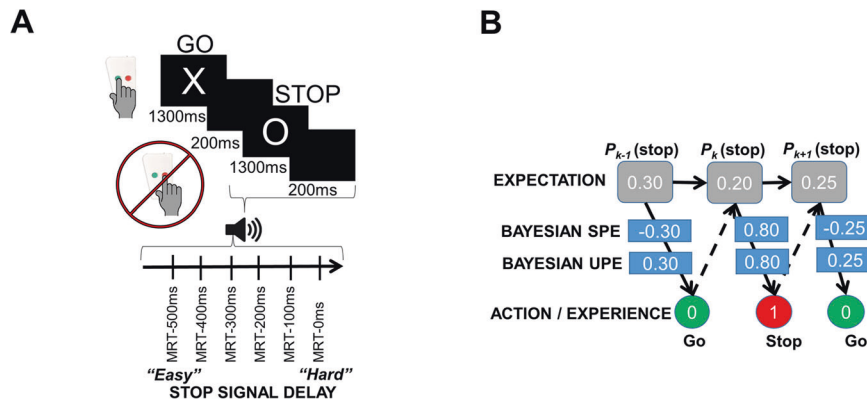 A
GO
X
1300ms
200ms
STOP
O
1300ms
200ms
MRT-500ms
MRT-400ms
MRT-300ms
MRT-200ms
MRT-100ms
MRT-0ms
“Easy” “Hard”
STOP SIGNAL DELAY
B
Pk-1 (stop) Pk (stop) Pk+1 (stop)
EXPECTATION 0.30 0.20 0.25
BAYESIAN SPE -0.30 0.80 -0.25
BAYESIAN UPE 0.30 0.80 0.25
ACTION / EXPERIENCE 0 1 0
Go Stop Go